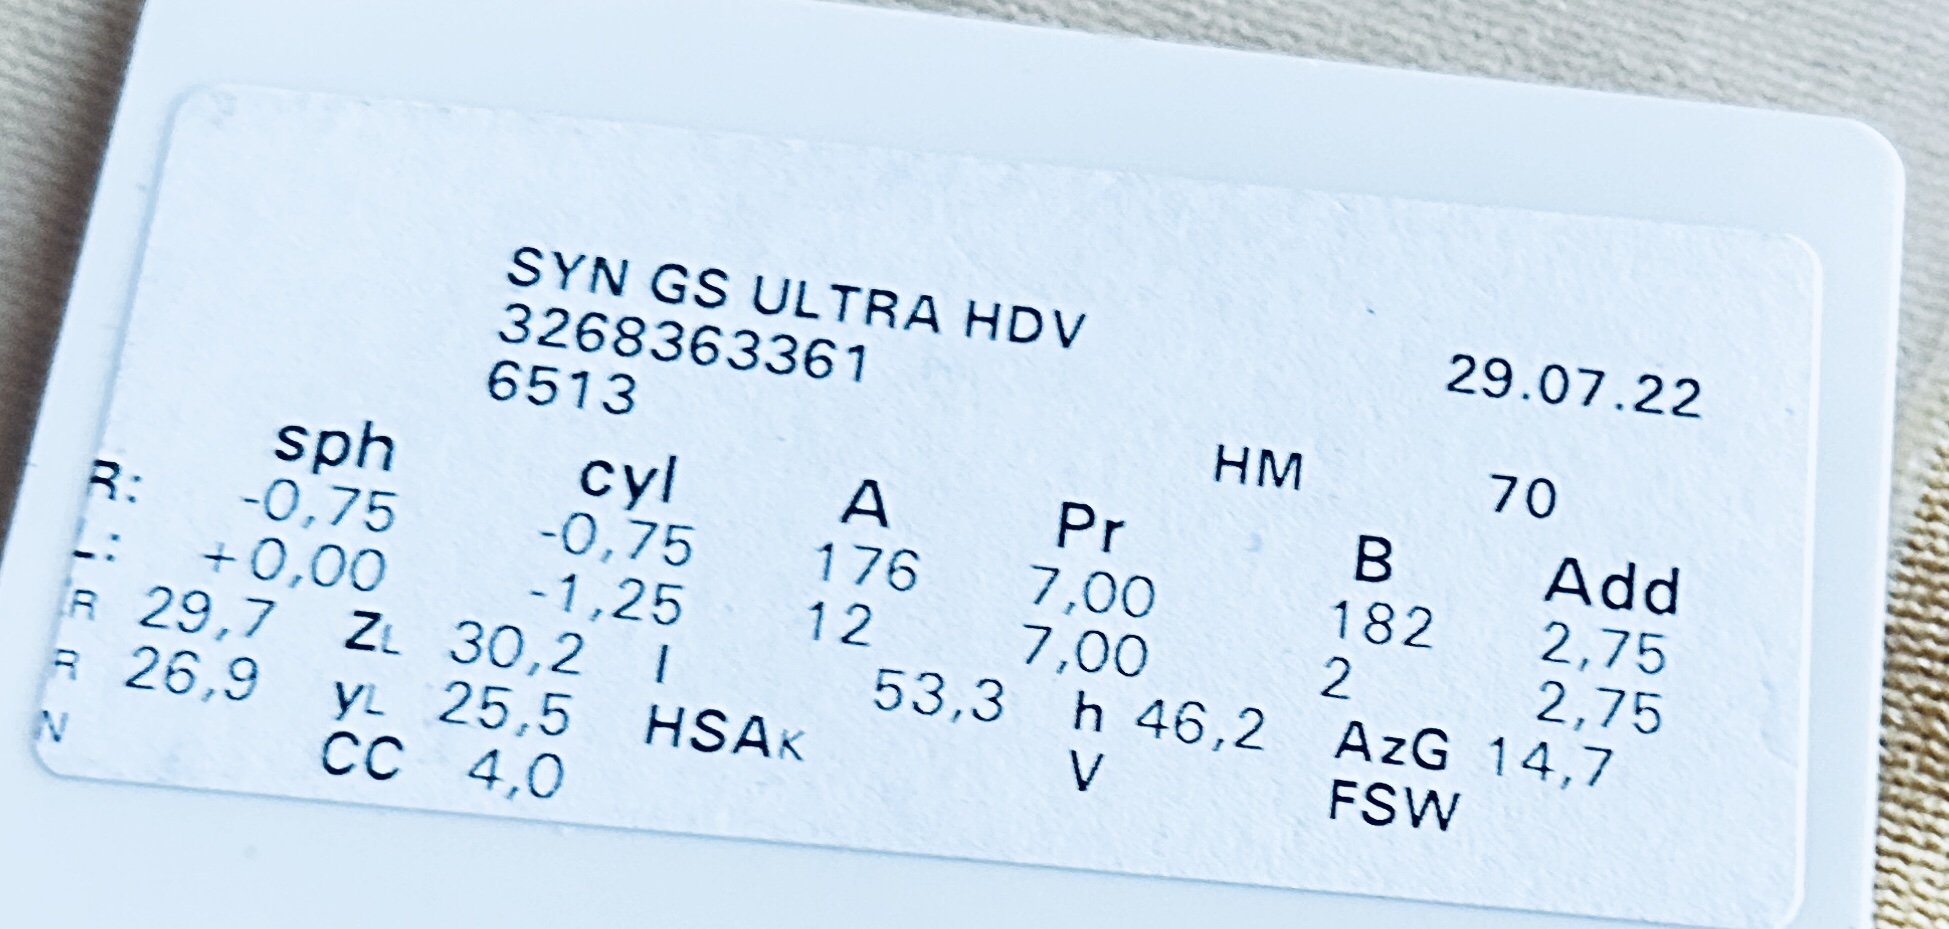 SYN GS ULTRA HDV
3268363361 29.07.22
6513
HM 70
sph cyl A Pr B Add
R: -0,75 -0,75 176 7,00 182 2,75
L: +0,00 -1,25 12 7,00 2 2,75
R 29,7 ZL 30,2 l 53,3 h 46,2 AzG 14,7
R 26,9 yL 25,5 HSAK V FSW
N CC 4,0